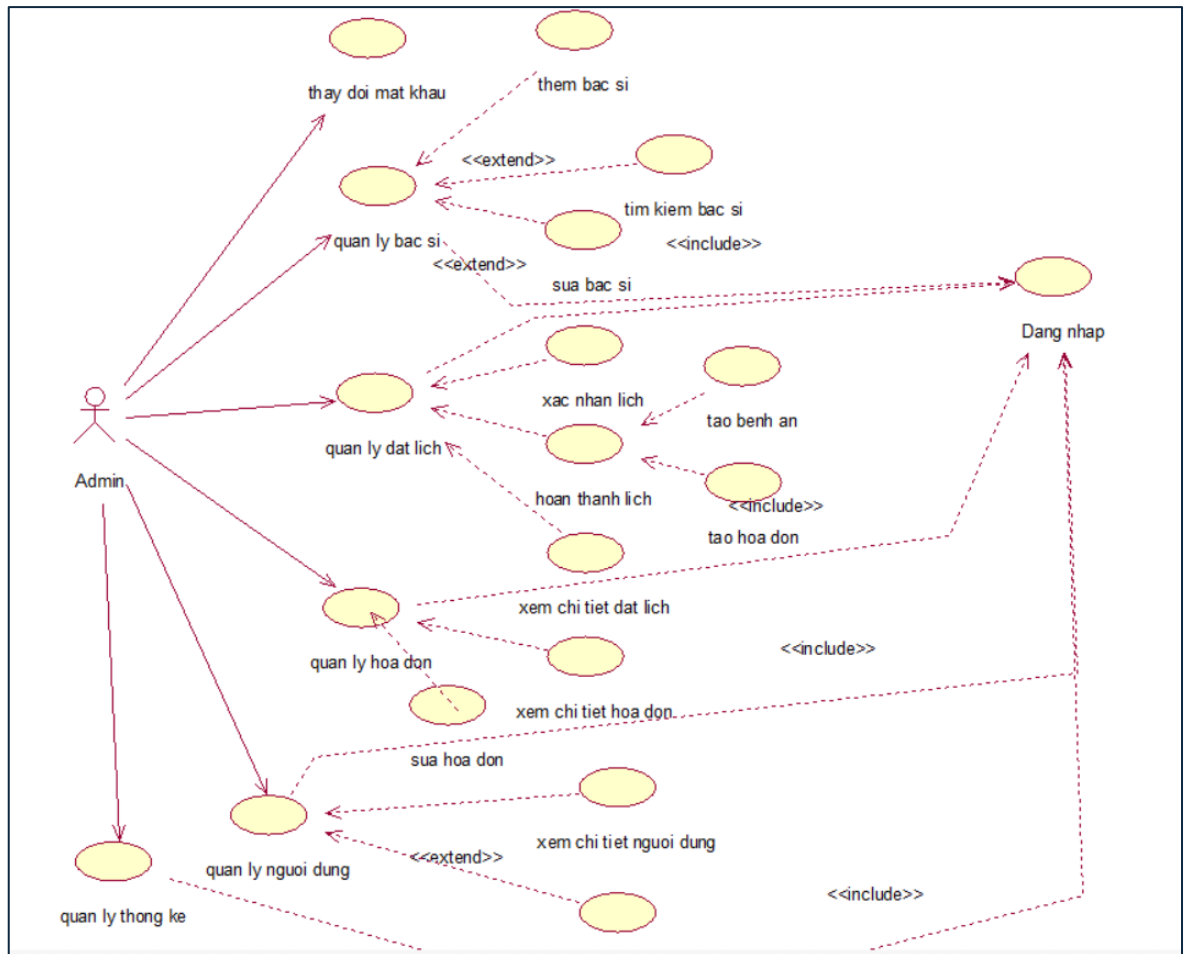 thay doi mat khau
them bac si
<<extend>>
tim kiem bac si
quan ly bac si
<<extend>>
<<include>>
sua bac si
Dang nhap
xac nhan lich
tao benh an
quan ly dat lich
Admin
hoan thanh lich
<<include>>
tao hoa don
xem chi tiet dat lich
quan ly hoa don
<<include>>
xem chi tiet hoa don
sua hoa don
xem chi tiet nguoi dung
quan ly nguoi dung
<<extend>>
quan ly thong ke
<<include>>